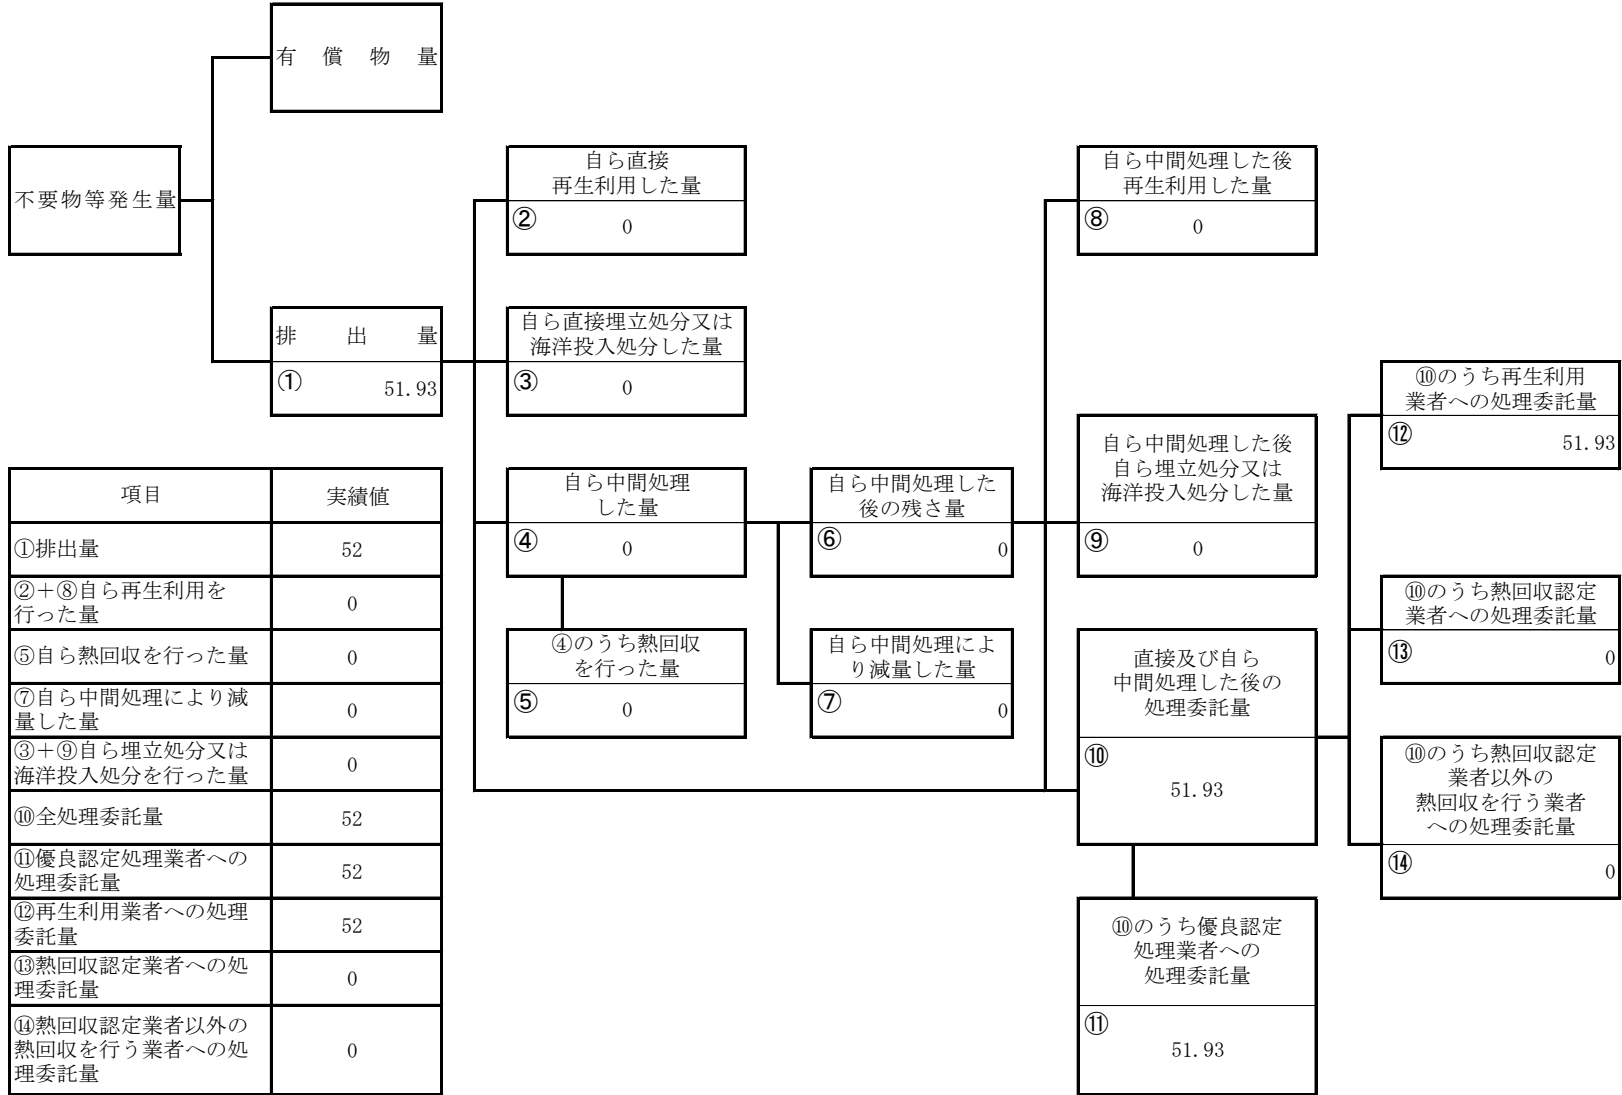 有償物量
不要物等発生量
排出量
① 51.93
自ら直接
再生利用した量
② 0
自ら直接埋立処分又は
海洋投入処分した量
③ 0
自ら中間処理
した量
④ 0
④のうち熱回収
を行った量
⑤ 0
自ら中間処理した
後の残さ量
⑥ 0
自ら中間処理によ
り減量した量
⑦ 0
自ら中間処理した後
再生利用した量
⑧ 0
自ら中間処理した後
自ら埋立処分又は
海洋投入処分した量
⑨ 0
直接及び自ら
中間処理した後の
処理委託量
⑩
51.93
⑩のうち優良認定
処理業者への
処理委託量
⑪
51.93
⑩のうち再生利用
業者への処理委託量
⑫ 51.93
⑩のうち熱回収認定
業者への処理委託量
⑬ 0
⑩のうち熱回収認定
業者以外の
熱回収を行う業者
への処理委託量
⑭ 0
項目 実績値
①排出量 52
②＋⑧自ら再生利用を
行った量 0
⑤自ら熱回収を行った量 0
⑦自ら中間処理により減
量した量 0
③＋⑨自ら埋立処分又は
海洋投入処分を行った量 0
⑩全処理委託量 52
⑪優良認定処理業者への
処理委託量 52
⑫再生利用業者への処理
委託量 52
⑬熱回収認定業者への処
理委託量 0
⑭熱回収認定業者以外の
熱回収を行う業者への処 0
理委託量